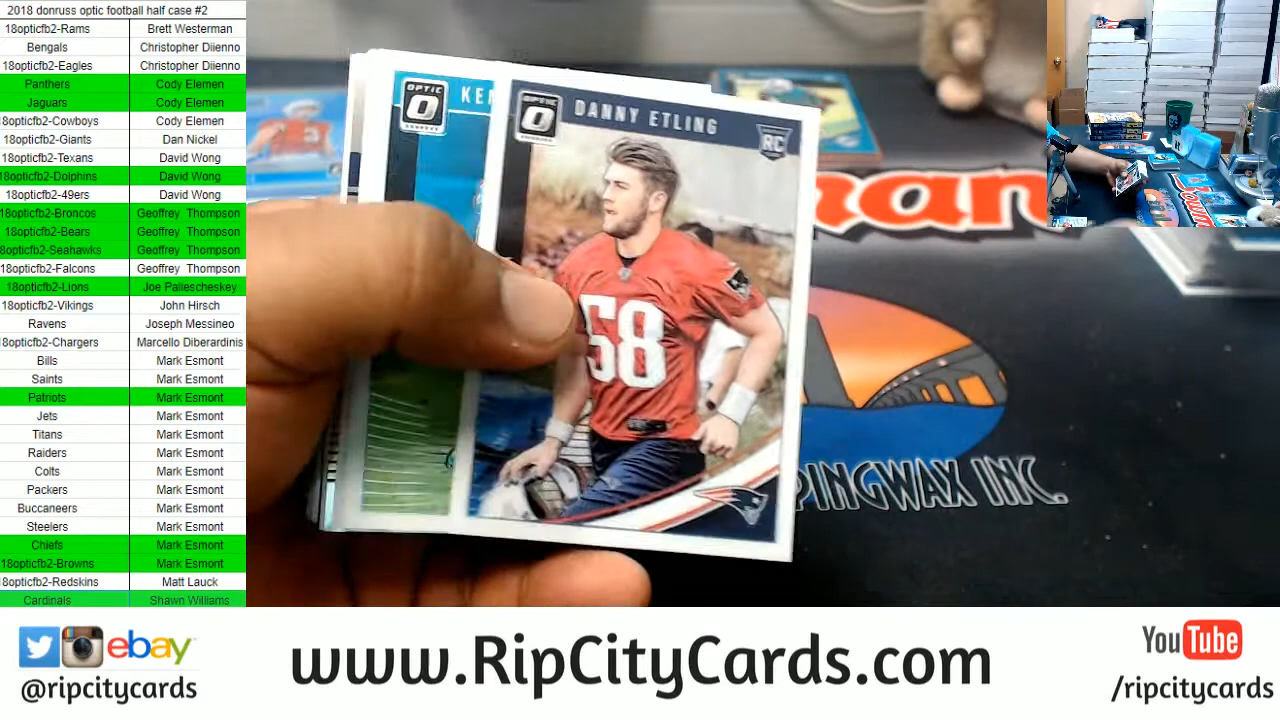 2018 donruss optic football half case #2
18opticfb2-Rams Brett Westerman
Bengals Christopher Diienno
18opticfb2-Eagles Christopher Diienno
Panthers Cody Elemen
Jaguars Cody Elemen
18opticfb2-Cowboys Cody Elemen
18opticfb2-Giants Dan Nickel
18opticfb2-Texans David Wong
18opticfb2-Dolphins David Wong
18opticfb2-49ers David Wong
18opticfb2-Broncos Geoffrey Thompson
18opticfb2-Bears Geoffrey Thompson
8opticfb2-Seahawks Geoffrey Thompson
18opticfb2-Falcons Geoffrey Thompson
18opticfb2-Lions Joe Pallescheskey
18opticfb2-Vikings John Hirsch
Ravens Joseph Messineo
8opticfb2-Chargers Marcello Diberardinis
Bills Mark Esmont
Saints Mark Esmont
Patriots Mark Esmont
Jets Mark Esmont
Titans Mark Esmont
Raiders Mark Esmont
Colts Mark Esmont
Packers Mark Esmont
Buccaneers Mark Esmont
Steelers Mark Esmont
Chiefs Mark Esmont
18opticfb2-Browns Mark Esmont
8opticfb2-Redskins Matt Lauck
Cardinals Shawn Williams
OPTIC
KEN
OPTIC
DANNY ETLING
RC
58
man
PINGWAX INC.
ebay
@ripcitycards
www.RipCityCards.com
YouTube
/ripcitycards